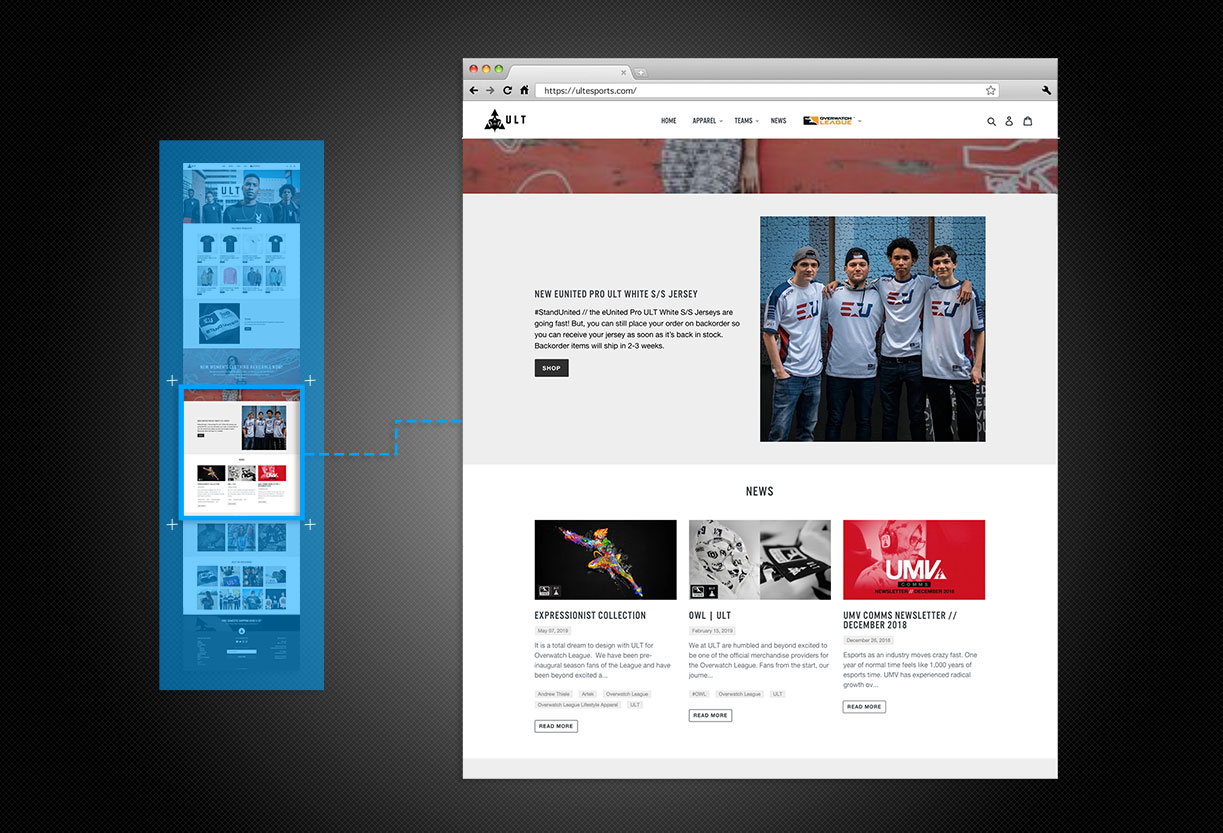 https://ultesports.com/
ULT
HOME APPAREL TEAMS NEWS OVERWATCH LEAGUE
NEW EUNITED PRO ULT WHITE S/S JERSEY
#StandUnited // the eUnited Pro ULT White S/S Jerseys are
going fast! But, you can still place your order on backorder so
you can receive your jersey as soon as it's back in stock.
Backorder items will ship in 2-3 weeks.
SHOP
NEWS
UMV
COMMS
NEWSLETTER // DECEMBER 2018
EXPRESSIONIST COLLECTION
May 07, 2019
It is a total dream to design with ULT for
Overwatch League.  We have been pre-
inaugural season fans of the League and have
been beyond excited a...
Andrew Thiele Artek Overwatch League
Overwatch League Lifestyle Apparel ULT
READ MORE
OWL | ULT
February 15, 2019
We at ULT are humbled and beyond excited to
be one of the official merchandise providers for
the Overwatch League. Fans from the start, our
journe...
#OWL Overwatch League ULT
READ MORE
UMV COMMS NEWSLETTER //
DECEMBER 2018
December 26, 2018
Esports as an industry moves crazy fast. One
year of normal time feels like 1,000 years of
esports time. UMV has experienced radical
growth ov...
READ MORE
ULT
NEW WOMEN'S CLOTHING AVAILABLE NOW!